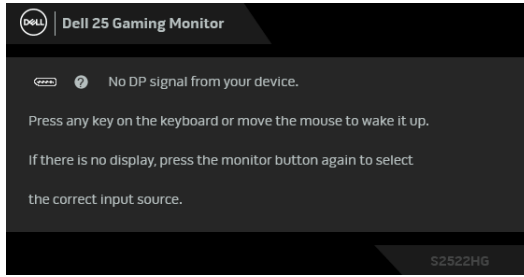 DELL Dell 25 Gaming Monitor
? No DP signal from your device.
Press any key on the keyboard or move the mouse to wake it up.
If there is no display, press the monitor button again to select
the correct input source.
S2522HG